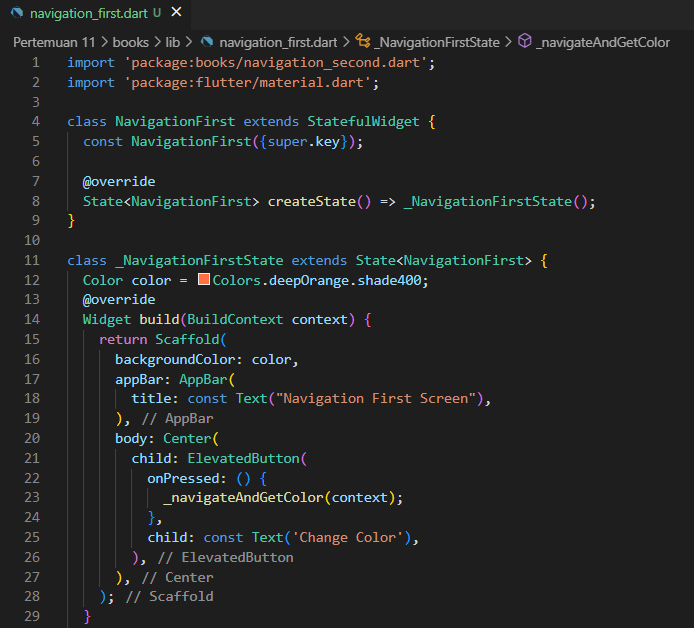 navigation_first.dart U
Pertemuan 11 > books > lib > navigation_first.dart > _NavigationFirstState > _navigateAndGetColor
1 import 'package:books/navigation_second.dart';
2 import 'package:flutter/material.dart';
3
4 class NavigationFirst extends StatefulWidget {
5   const NavigationFirst({super.key});
6
7   @override
8   State<NavigationFirst> createState() => _NavigationFirstState();
9 }
10
11 class _NavigationFirstState extends State<NavigationFirst> {
12   Color color = Colors.deepOrange.shade400;
13   @override
14   Widget build(BuildContext context) {
15     return Scaffold(
16       backgroundColor: color,
17       appBar: AppBar(
18         title: const Text("Navigation First Screen"),
19       ), // AppBar
20       body: Center(
21         child: ElevatedButton(
22           onPressed: () {
23             _navigateAndGetColor(context);
24           },
25           child: const Text('Change Color'),
26         ), // ElevatedButton
27       ), // Center
28     ); // Scaffold
29   }